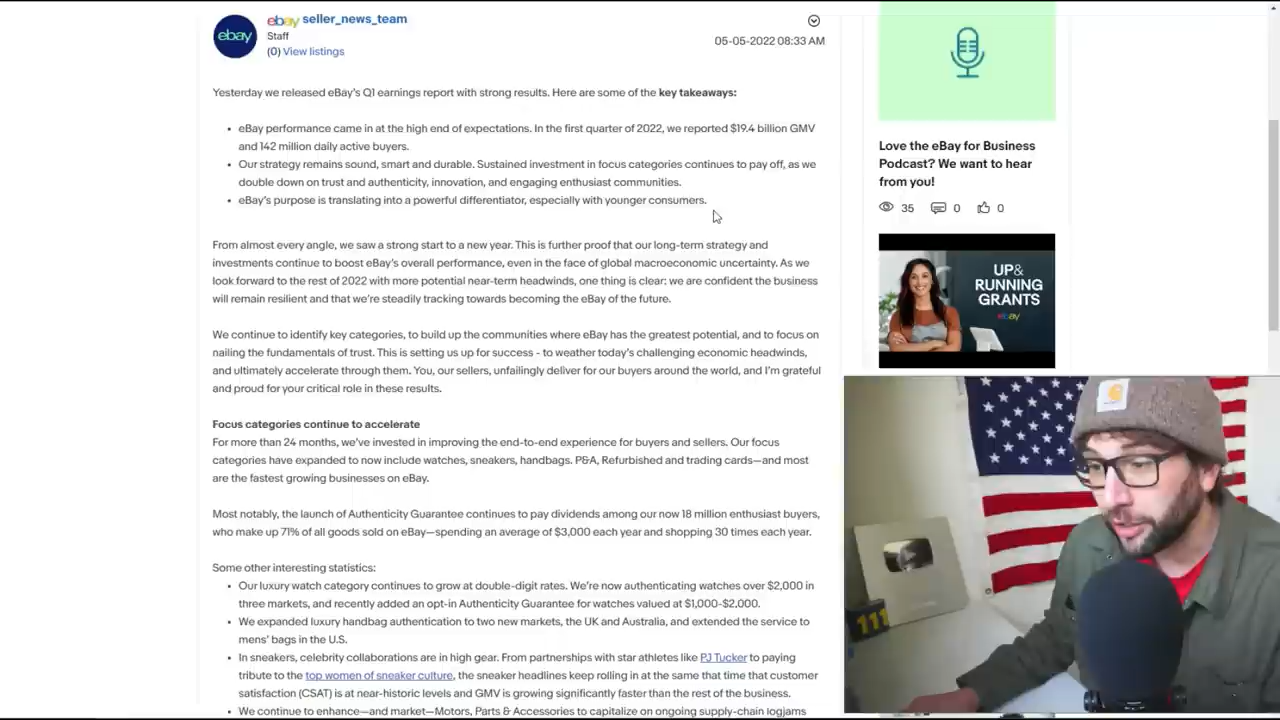 ebay
ebay seller_news_team
Staff
(0) View listings
05-05-2022 08:33 AM
Yesterday we released eBay's Q1 earnings report with strong results. Here are some of the key takeaways:
• eBay performance came in at the high end of expectations. In the first quarter of 2022, we reported $19.4 billion GMV
and 142 million daily active buyers.
• Our strategy remains sound, smart and durable. Sustained investment in focus categories continues to pay off, as we
double down on trust and authenticity, innovation, and engaging enthusiast communities.
• eBay's purpose is translating into a powerful differentiator, especially with younger consumers.
From almost every angle, we saw a strong start to a new year. This is further proof that our long-term strategy and
investments continue to boost eBay's overall performance, even in the face of global macroeconomic uncertainty. As we
look forward to the rest of 2022 with more potential near-term headwinds, one thing is clear: we are confident the business
will remain resilient and that we're steadily tracking towards becoming the eBay of the future.
We continue to identify key categories, to build up the communities where eBay has the greatest potential, and to focus on
nailing the fundamentals of trust. This is setting us up for success - to weather today's challenging economic headwinds,
and ultimately accelerate through them. You, our sellers, unfailingly deliver for our buyers around the world, and I'm grateful
and proud for your critical role in these results.
Focus categories continue to accelerate
For more than 24 months, we've invested in improving the end-to-end experience for buyers and sellers. Our focus
categories have expanded to now include watches, sneakers, handbags. P&A, Refurbished and trading cards—and most
are the fastest growing businesses on eBay.
Most notably, the launch of Authenticity Guarantee continues to pay dividends among our now 18 million enthusiast buyers,
who make up 71% of all goods sold on eBay—spending an average of $3,000 each year and shopping 30 times each year.
Some other interesting statistics:
• Our luxury watch category continues to grow at double-digit rates. We're now authenticating watches over $2,000 in
three markets, and recently added an opt-in Authenticity Guarantee for watches valued at $1,000-$2,000.
• We expanded luxury handbag authentication to two new markets, the UK and Australia, and extended the service to
mens' bags in the U.S.
• In sneakers, celebrity collaborations are in high gear. From partnerships with star athletes like PJ Tucker to paying
tribute to the top women of sneaker culture, the sneaker headlines keep rolling in at the same time that customer
satisfaction (CSAT) is at near-historic levels and GMV is growing significantly faster than the rest of the business.
• We continue to enhance—and market—Motors, Parts & Accessories to capitalize on ongoing supply-chain logjams
Love the eBay for Business
Podcast? We want to hear
from you!
35 0 0
UP&
RUNNING
GRANTS
ebay
111